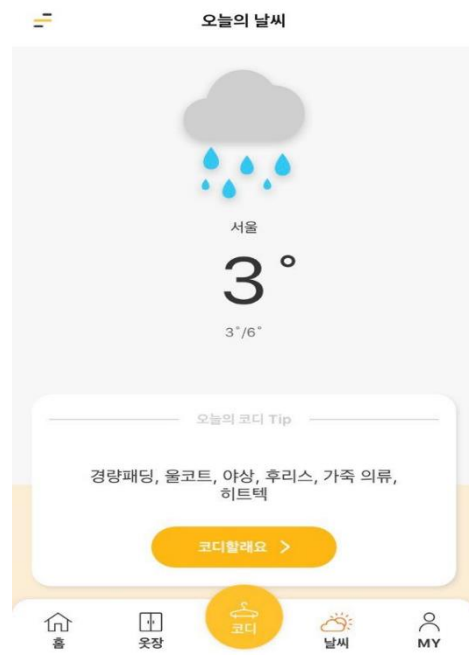 오늘의 날씨
서울
3°
3°/6°
오늘의 코디 Tip
경량패딩, 울코트, 야상, 후리스, 가죽 의류,
히트텍
코디할래요 >
홈
옷장
코디
날씨
MY